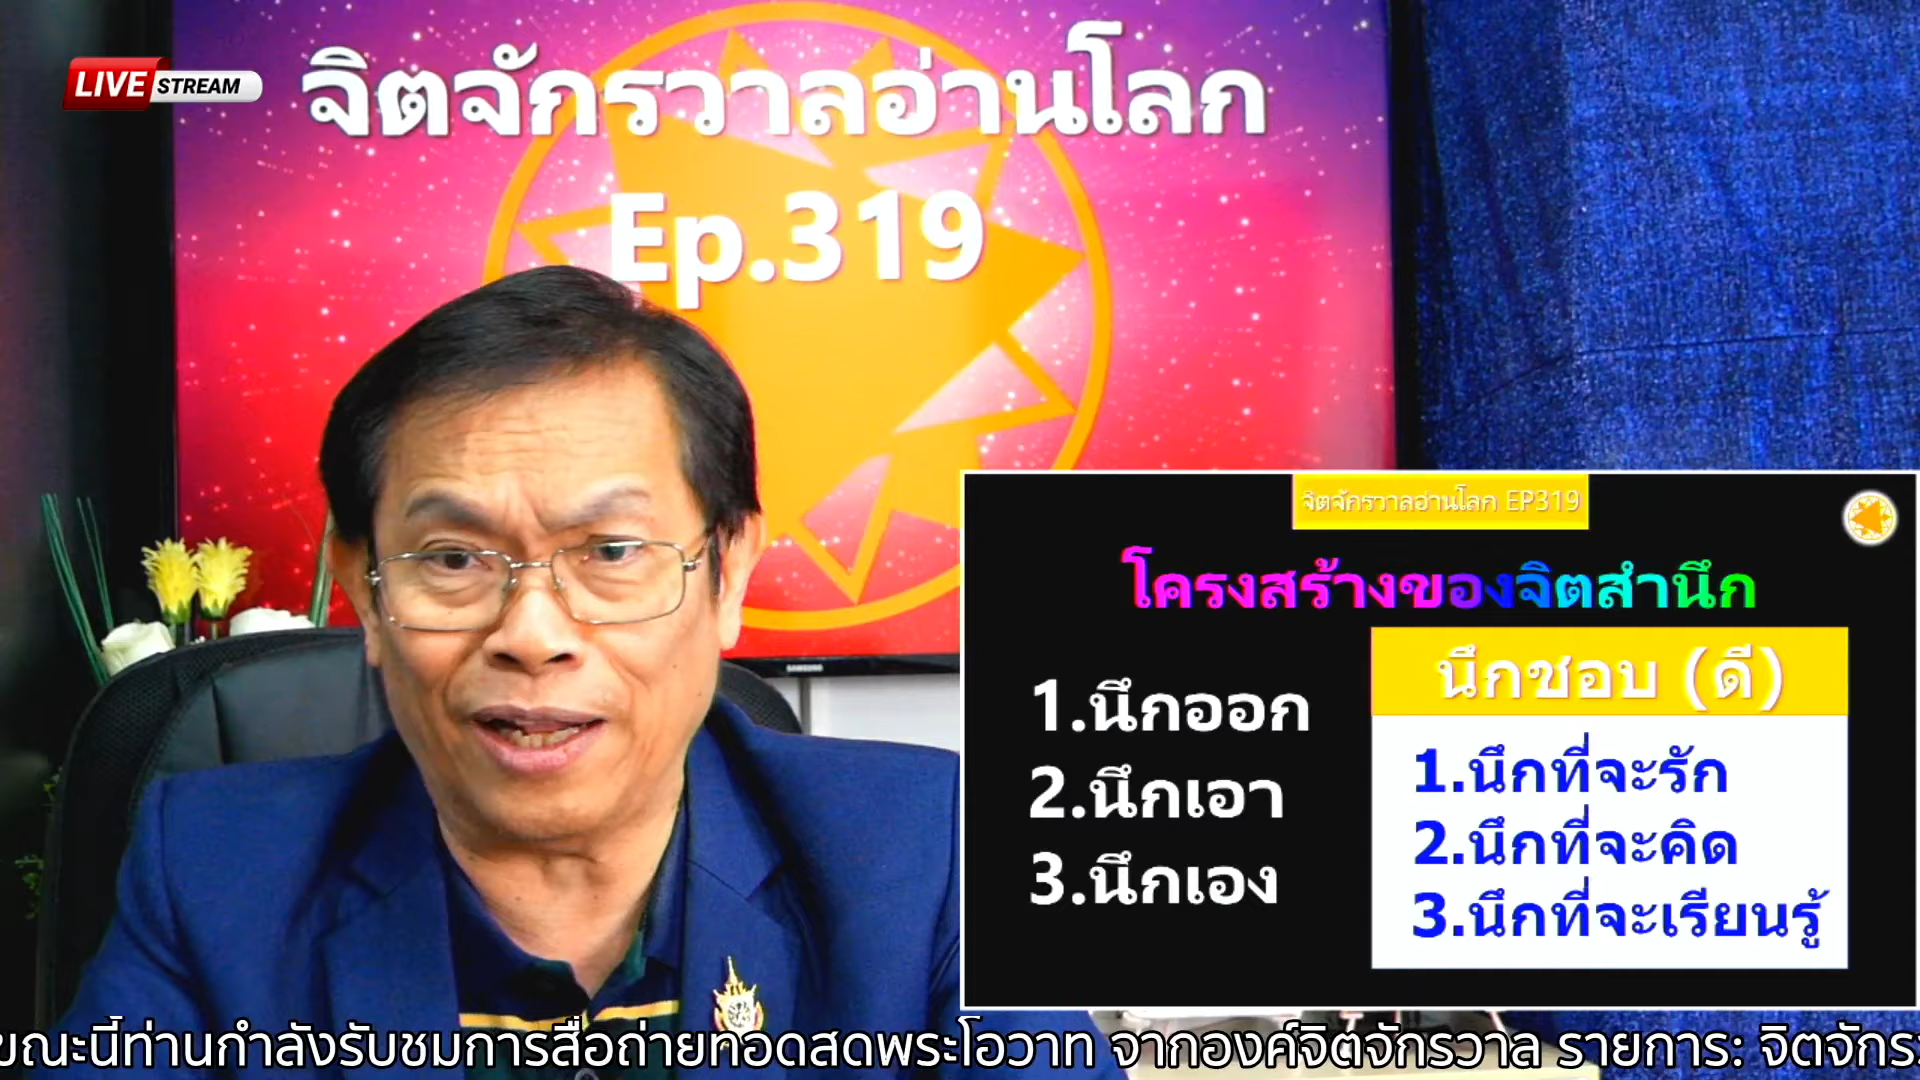 LIVE STREAM
จิตจักรวาลอ่านโลก
Ep.319
SAMSUNG
จิตจักรวาลอ่านโลก EP319
โครงสร้างของจิตสำนึก
1.นึกออก
2.นึกเอา
3.นึกเอง
นึกชอบ (ดี)
1.นึกที่จะรัก
2.นึกที่จะคิด
3.นึกที่จะเรียนรู้
ขณะนี้ท่านกำลังรับชมการสื่อถ่ายทอดสดพระโอวาท จากองค์จิตจักรวาล รายการ: จิตจักรว